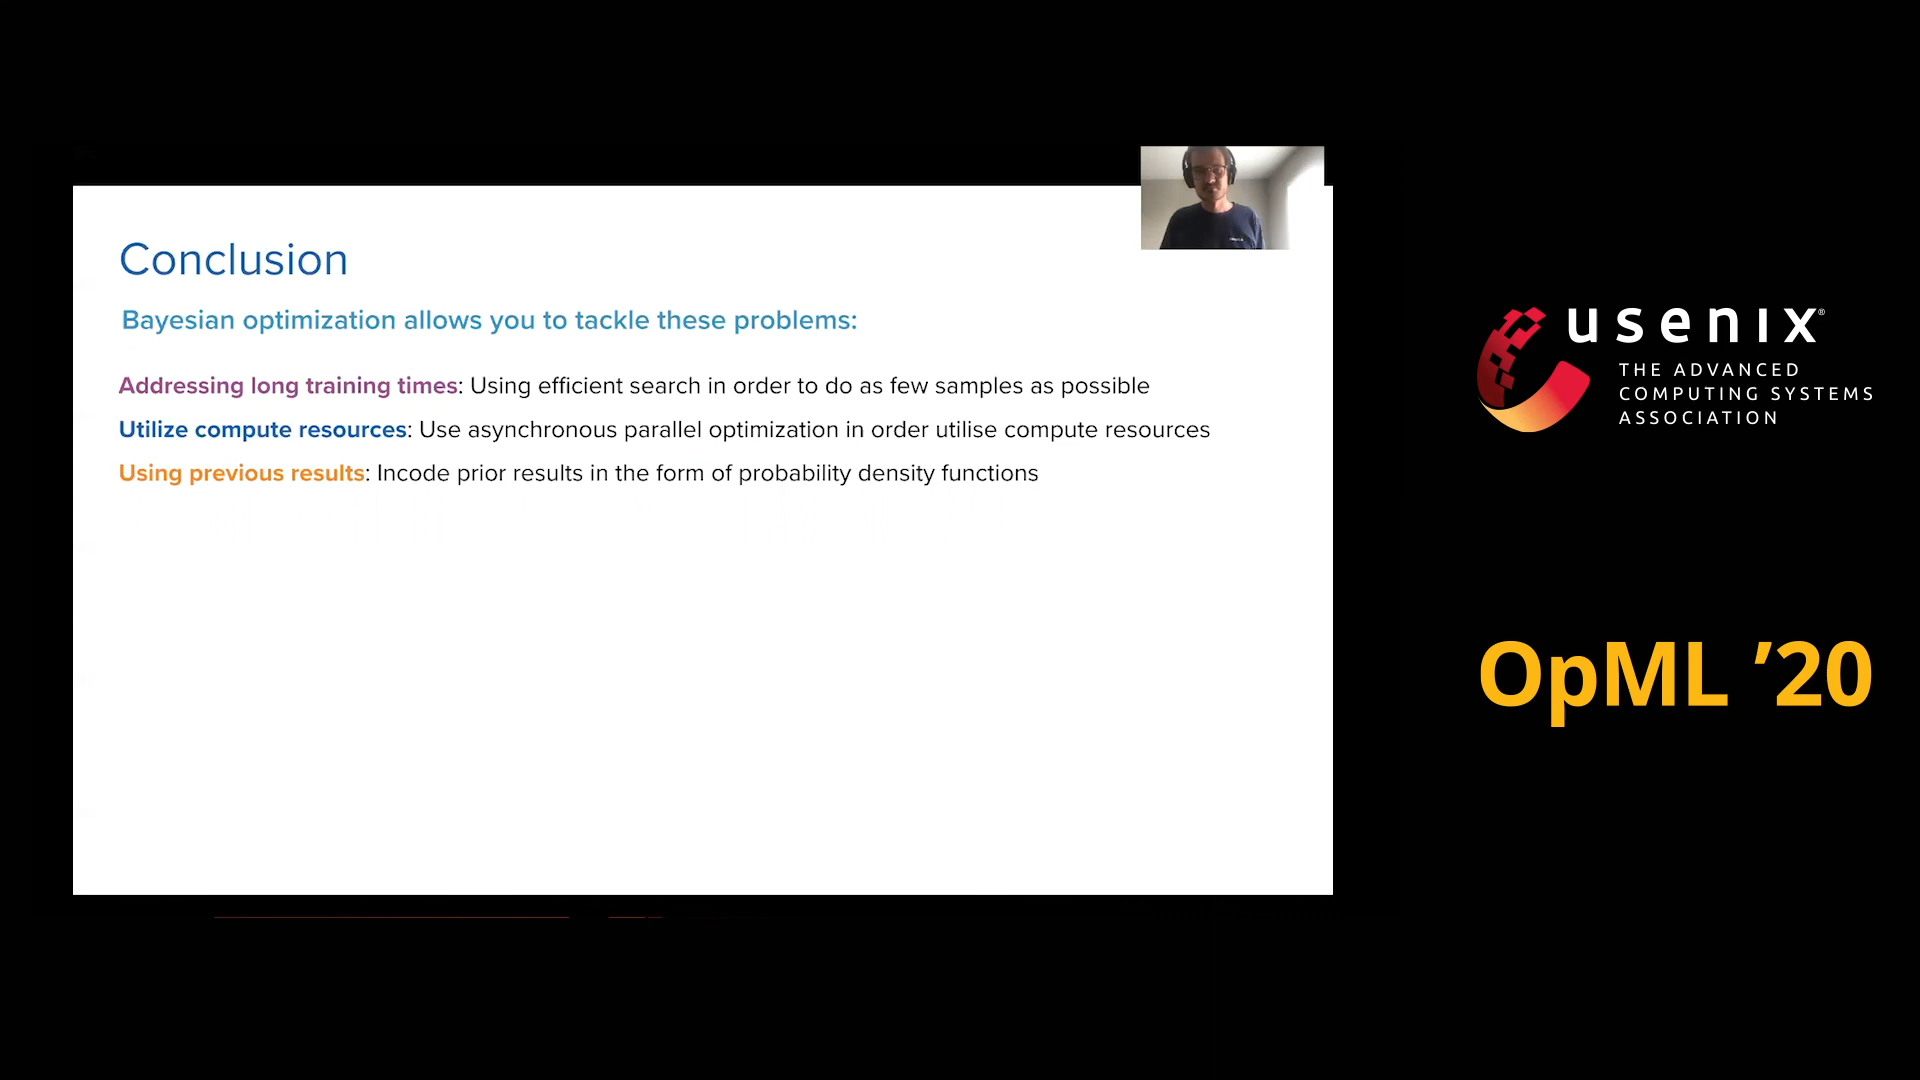 Conclusion
Bayesian optimization allows you to tackle these problems:
Addressing long training times: Using efficient search in order to do as few samples as possible
Utilize compute resources: Use asynchronous parallel optimization in order utilise compute resources
Using previous results: Incode prior results in the form of probability density functions
usenix®
THE ADVANCED
COMPUTING SYSTEMS
ASSOCIATION
OpML ’20